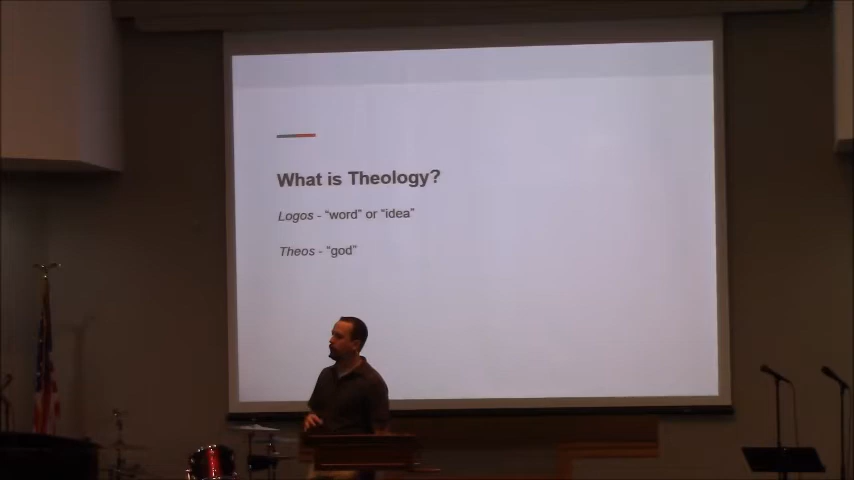 What is Theology?
Logos - “word” or “idea”
Theos - “god”